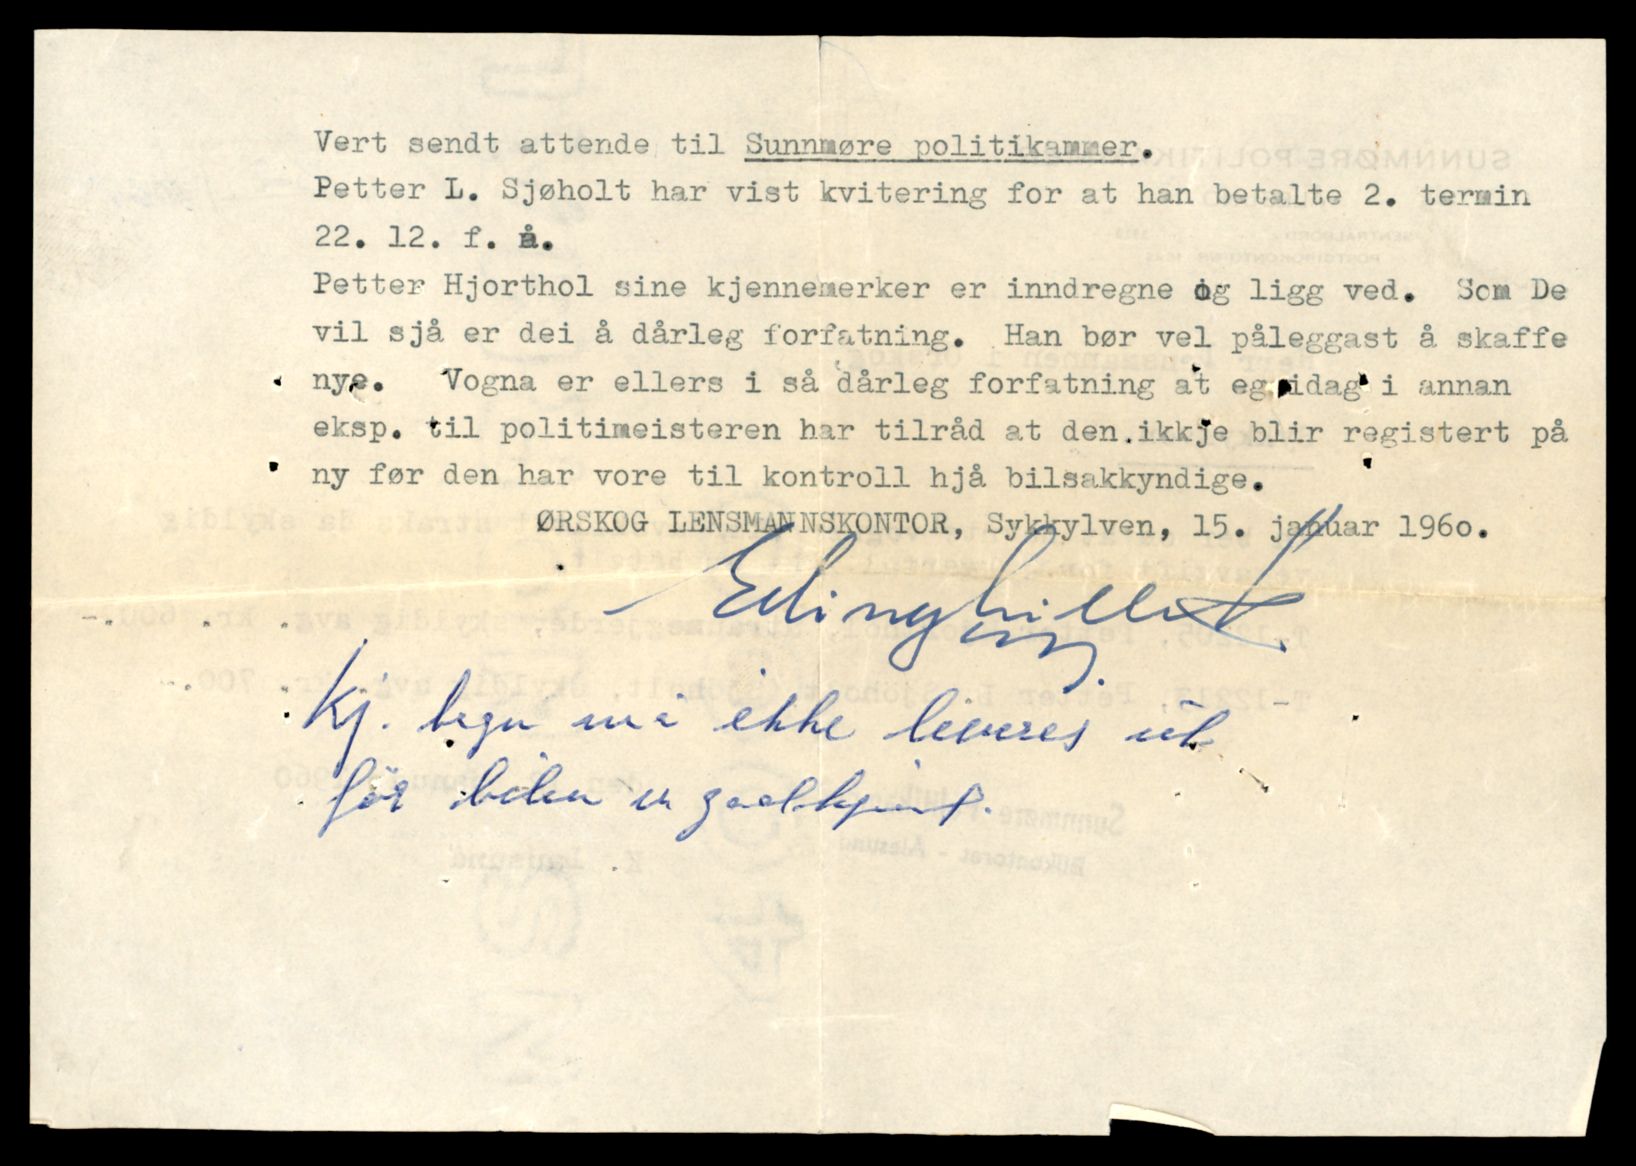 Vert sendt attende til Sunnmøre politikammer.
Petter L. Sjøholt har vist kvitering for at han betalte 2. termin
22. 12. f. å.
Petter Hjorthol sine kjennemerker er inndregne og ligg ved. Som De
vil sjå er dei å dårleg forfatning. Han bør vel påleggast å skaffe
nye. Vogna er ellers i så dårleg forfatning at eg idag i annan
eksp. til politimeisteren har tilråd at den ikkje blir registert på
ny før den har vore til kontroll hjå bilsakkyndige.
ØRSKOG LENSMANNSKONTOR, Sykkylven, 15. januar 1960.
Kj. må ikke leveres ut
før bilen er godkjent.